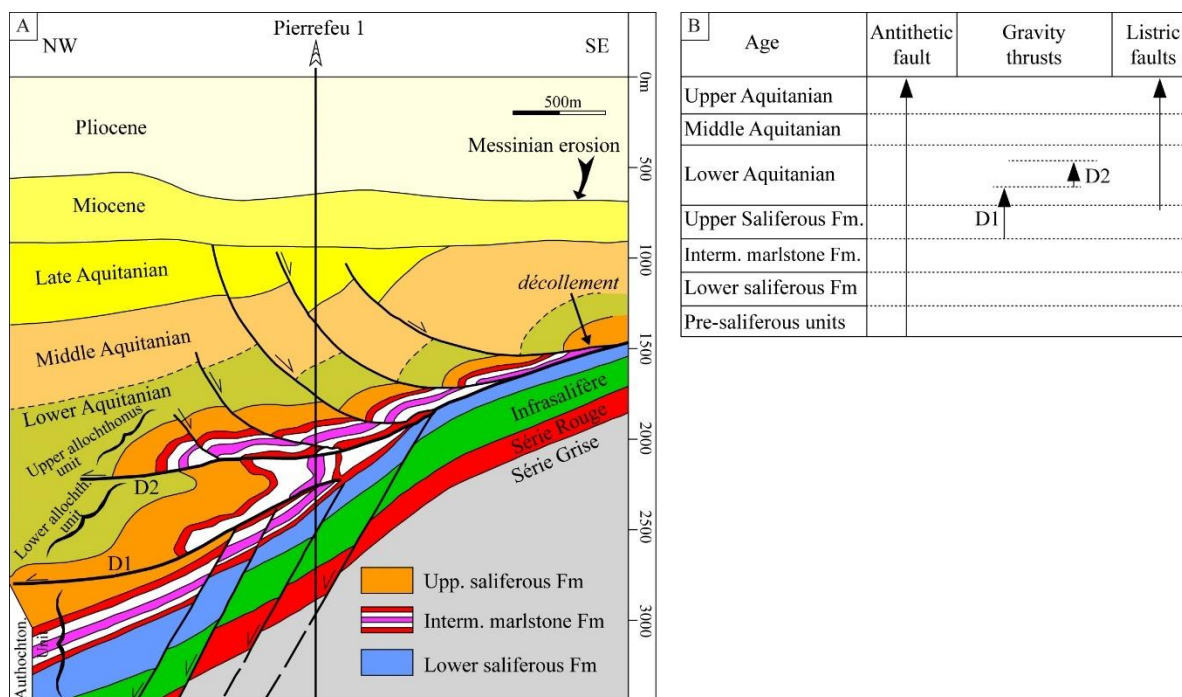 A
NW
Pierrefeu 1
SE
0m
500m
Pliocene
Messinian erosion
500
Miocene
Late Aquitanian
1000
décollement
Middle Aquitanian
1500
Lower Aquitanian
Infrasalifère
Série Rouge
Série Grise
Upper allochthonus
unit
2000
D2
Lower allochth.
unit
2500
D1
Upp. saliferous Fm
Interm. marlstone Fm
Lower saliferous Fm
3000
Authochton.
Unit
B
Age
Antithetic
fault
Gravity
thrusts
Listric
faults
Upper Aquitanian
Middle Aquitanian
Lower Aquitanian
D2
Upper Saliferous Fm.
D1
Interm. marlstone Fm.
Lower saliferous Fm
Pre-saliferous units